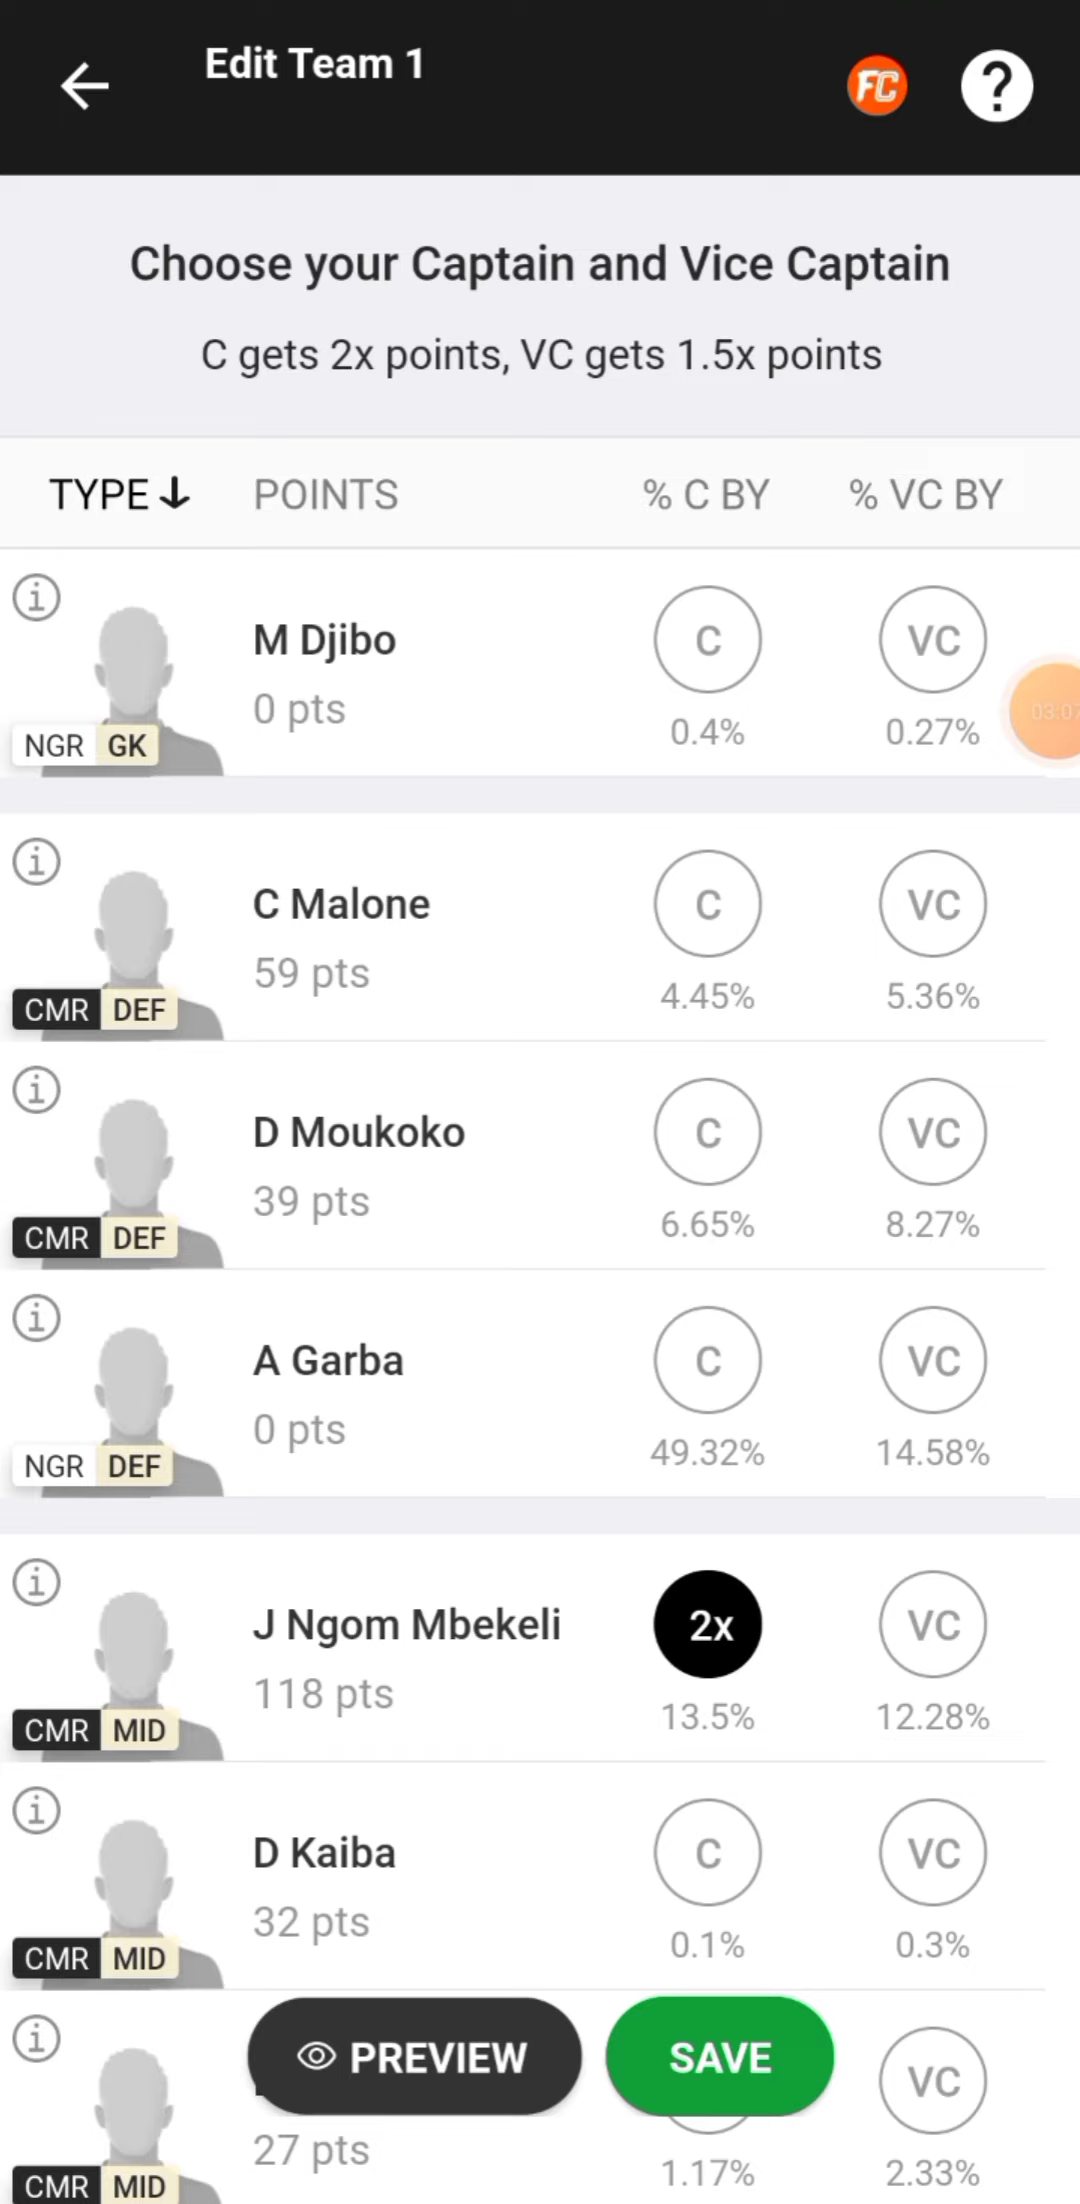 Edit Team 1
FC
?
Choose your Captain and Vice Captain
C gets 2x points, VC gets 1.5x points
TYPE POINTS % C BY % VC BY
M Djibo
0 pts
NGR GK
C
0.4%
VC
0.27%
03:07
C Malone
59 pts
CMR DEF
C
4.45%
VC
5.36%
D Moukoko
39 pts
CMR DEF
C
6.65%
VC
8.27%
A Garba
0 pts
NGR DEF
C
49.32%
VC
14.58%
J Ngom Mbekeli
118 pts
CMR MID
2x
13.5%
VC
12.28%
D Kaiba
32 pts
CMR MID
C
0.1%
VC
0.3%
PREVIEW
SAVE
27 pts
CMR MID
1.17%
VC
2.33%